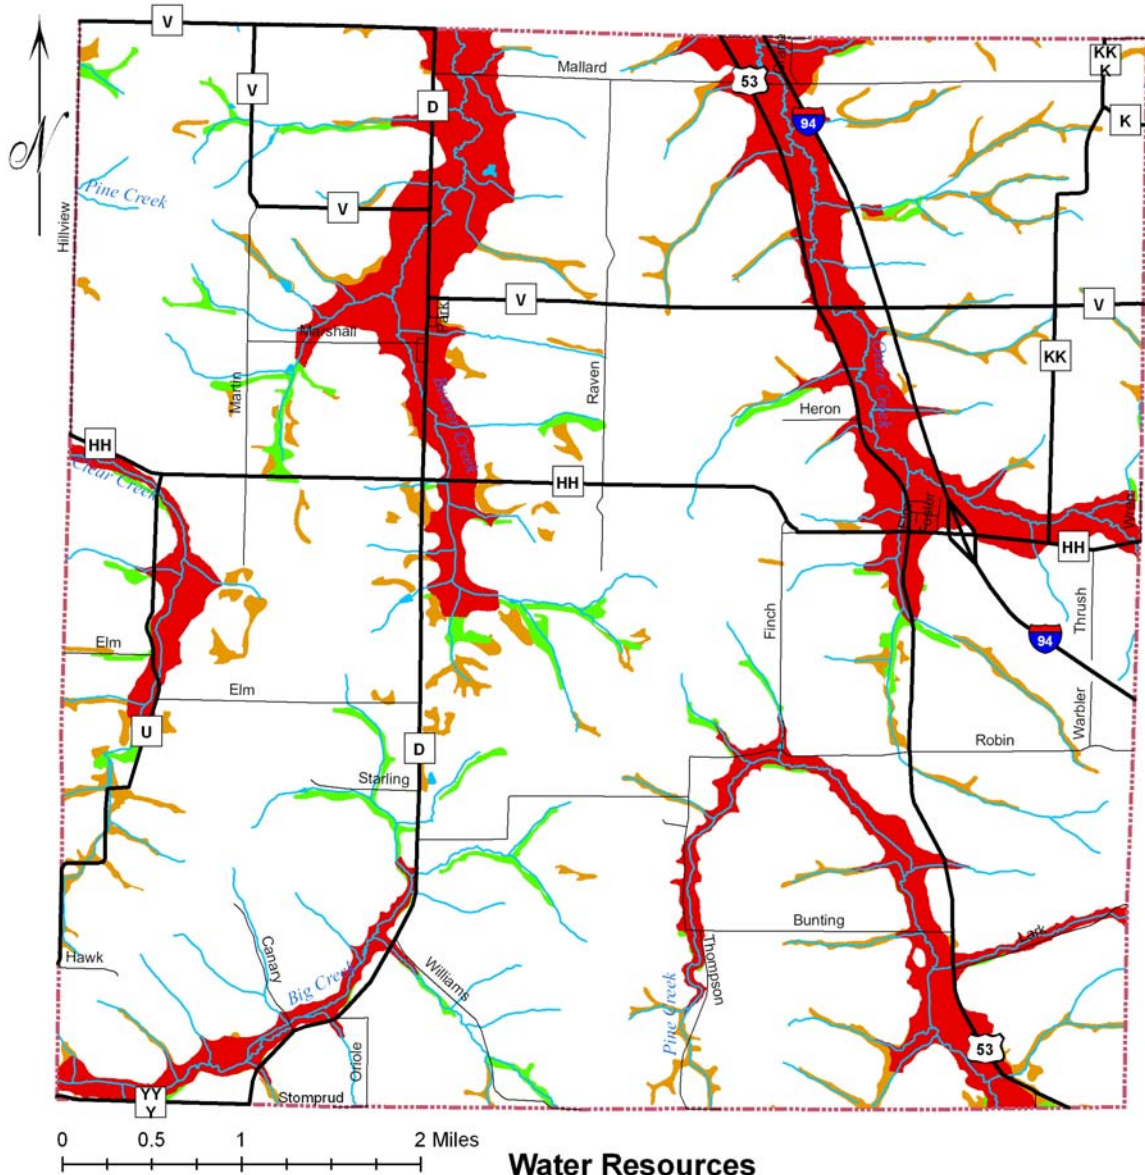 V
KK
K
53
Mallard
V
D
94
K
N
Pine Creek
V
Hillview
V
V
Park
Marshall
KK
Martin
Raven
Heron
HH
Clear Creek
HH
Foster
Wren
HH
Elm
Finch
Thrush
94
Elm
U
D
Warbler
Robin
Starling
Bunting
Lark
Hawk
Canary
Williams
Thompson
Big Creek
Pine Creek
Oriole
53
YY
Y
Stomprud
0 0.5 1 2 Miles
Water Resources